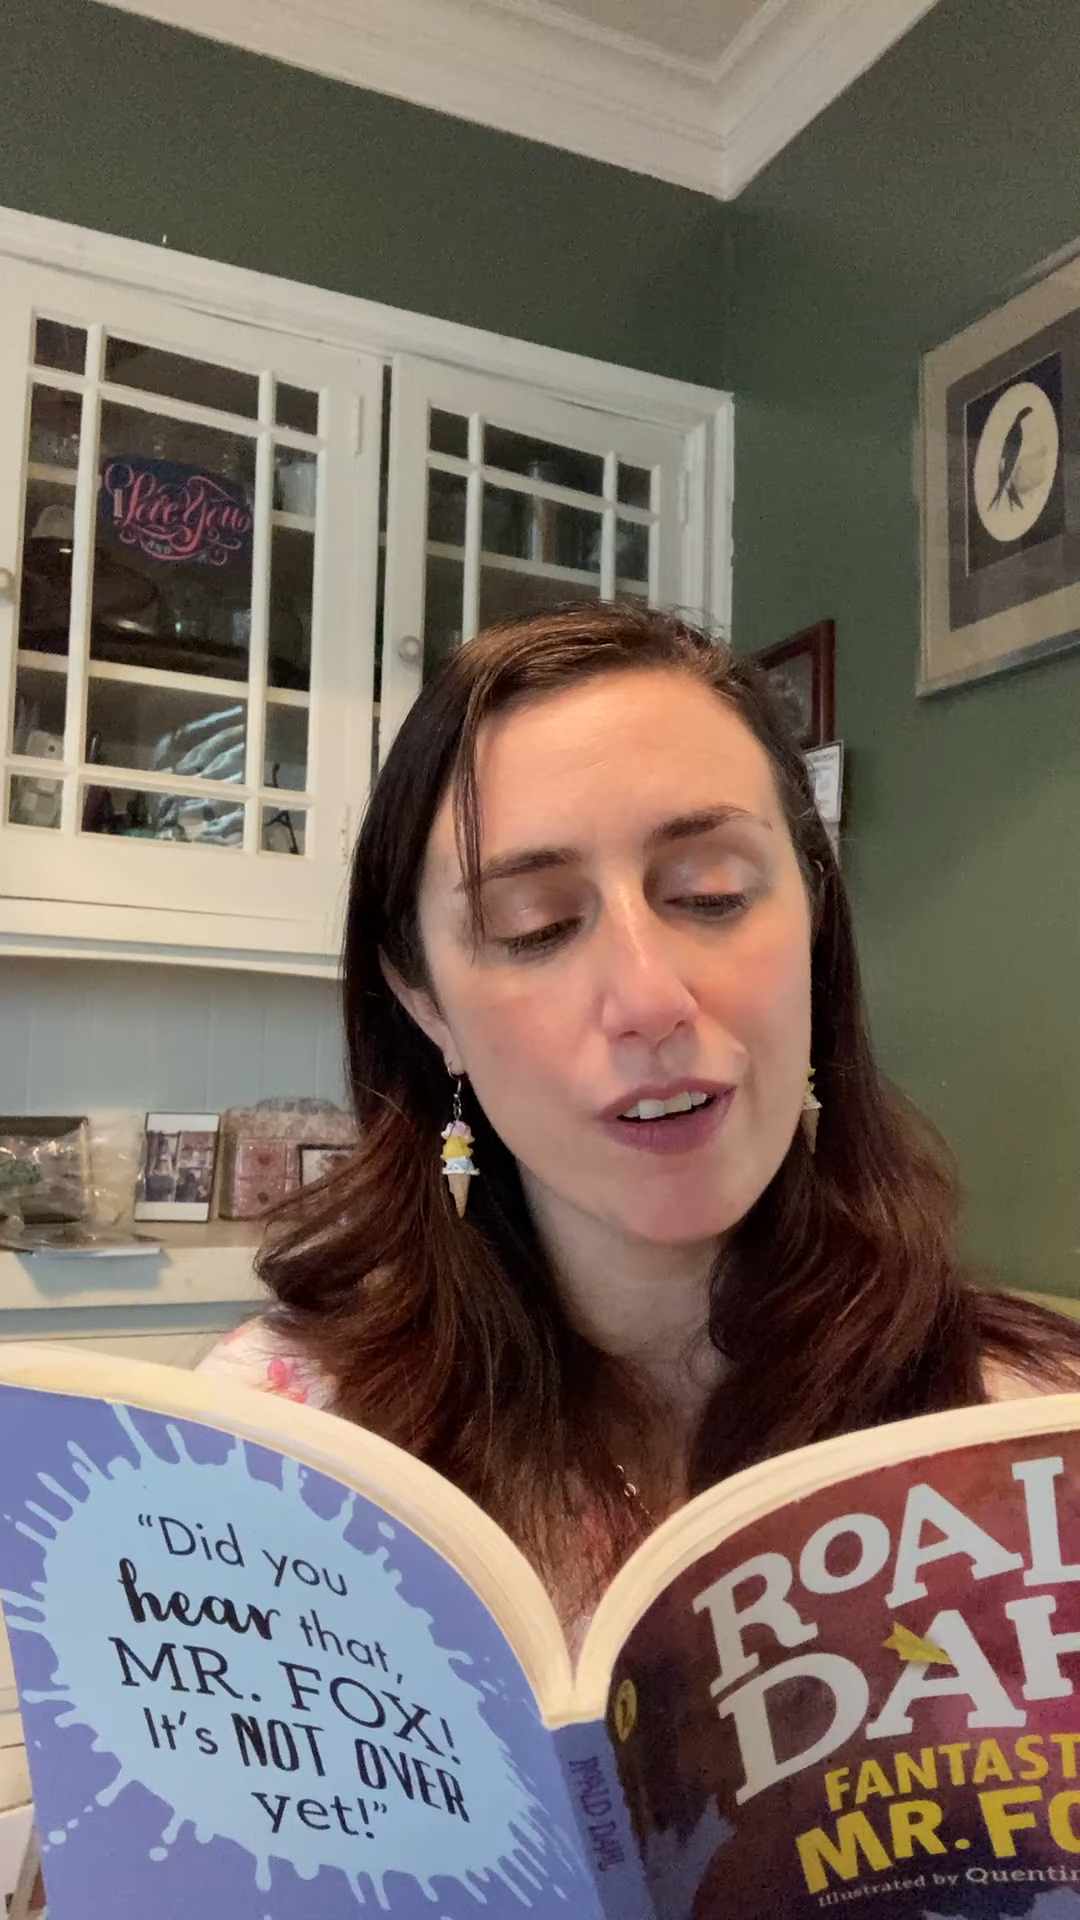 I Love You
AND
"Did you
hear that,
MR. FOX!
It's NOT OVER
yet!"
ROALD DAHL
ROAL
DAH
FANTAST
MR. FO
Illustrated by Quentin